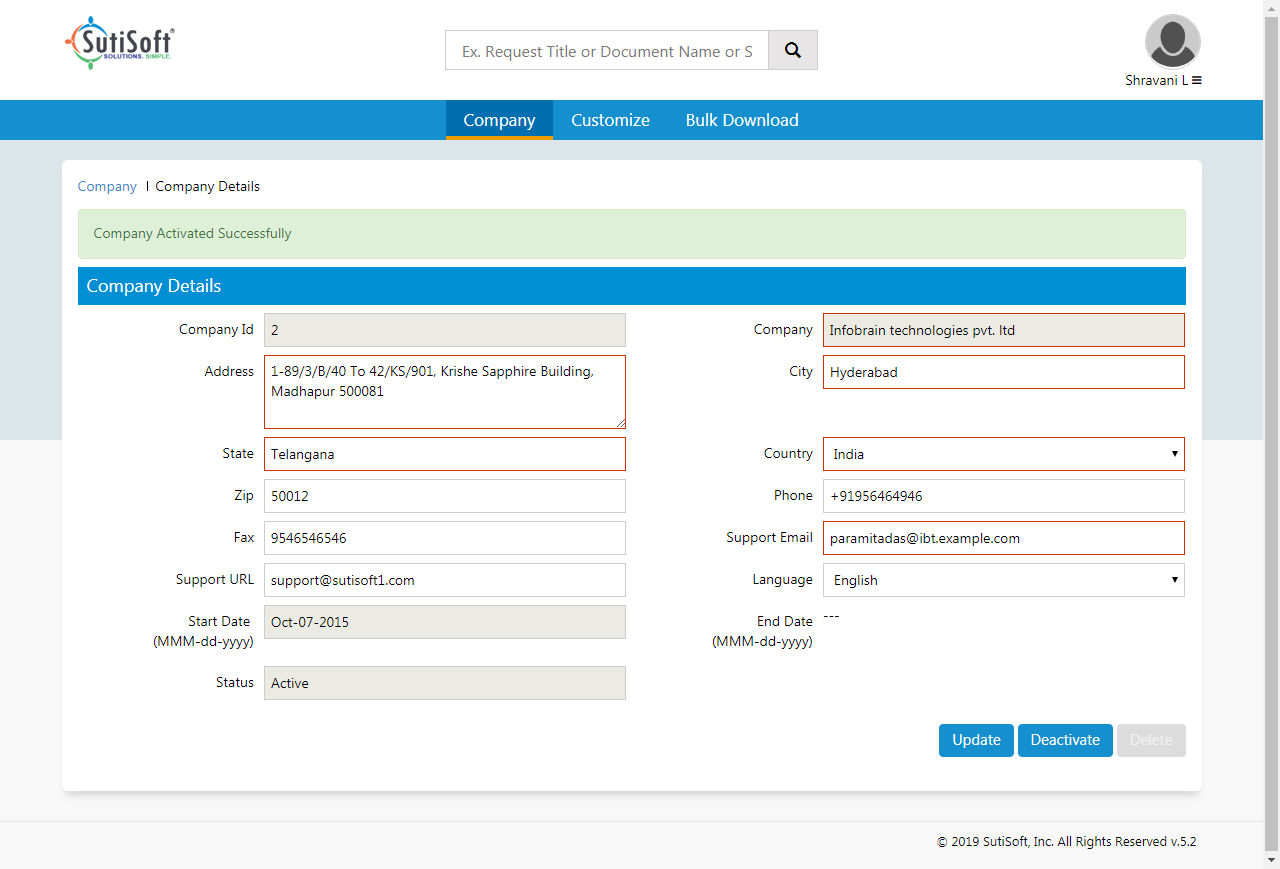 SutiSoft®
SOLUTIONS. SIMPLE.
Ex. Request Title or Document Name or S
Shravani L
Company Customize Bulk Download
Company I Company Details
Company Activated Successfully
Company Details
Company Id 2 Company Infobrain technologies pvt. ltd
Address 1-89/3/B/40 To 42/KS/901, Krishe Sapphire Building, City Hyderabad
Madhapur 500081
State Telangana Country India
Zip 50012 Phone +91956464946
Fax 9546546546 Support Email paramitadas@ibt.example.com
Support URL support@sutisoft1.com Language English
Start Date Oct-07-2015 End Date ---
(MMM-dd-yyyy) (MMM-dd-yyyy)
Status Active
Update Deactivate Delete
© 2019 SutiSoft, Inc. All Rights Reserved v.5.2